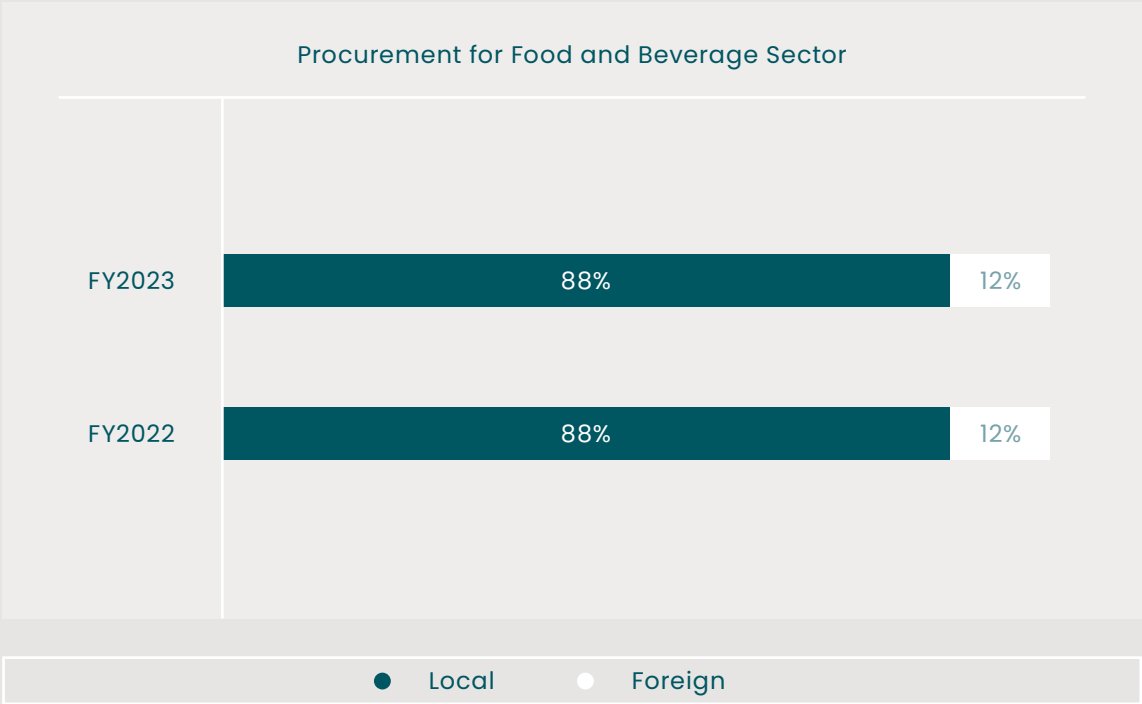 Procurement for Food and Beverage Sector
FY2023 88% 12%
FY2022 88% 12%
Local Foreign